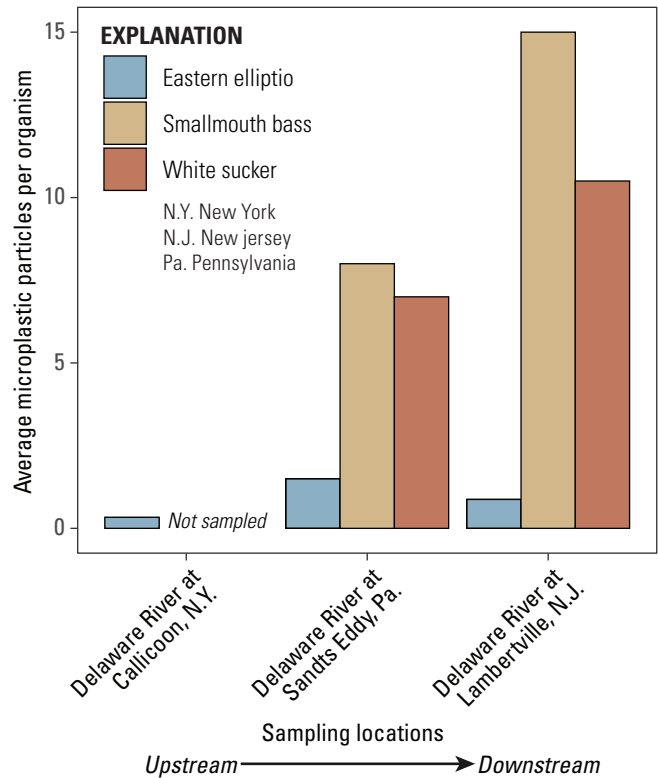 EXPLANATION
Eastern elliptio
Smallmouth bass
White sucker
N.Y. New York
N.J. New jersey
Pa. Pennsylvania
Average microplastic particles per organism
15
10
5
0
Not sampled
Delaware River at
Callicoon, N.Y.
Delaware River at
Sandts Eddy, Pa.
Delaware River at
Lambertville, N.J.
Sampling locations
Upstream Downstream